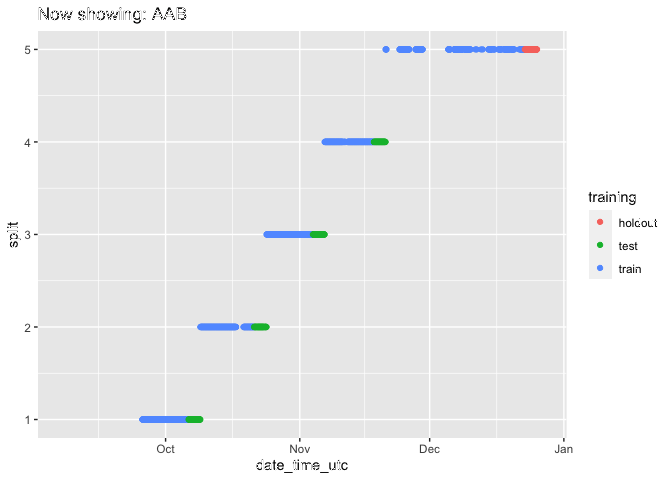 Now showing: AAB
5
4
3
2
1
split
Oct
Nov
Dec
Jan
date_time_utc
training
holdout
test
train